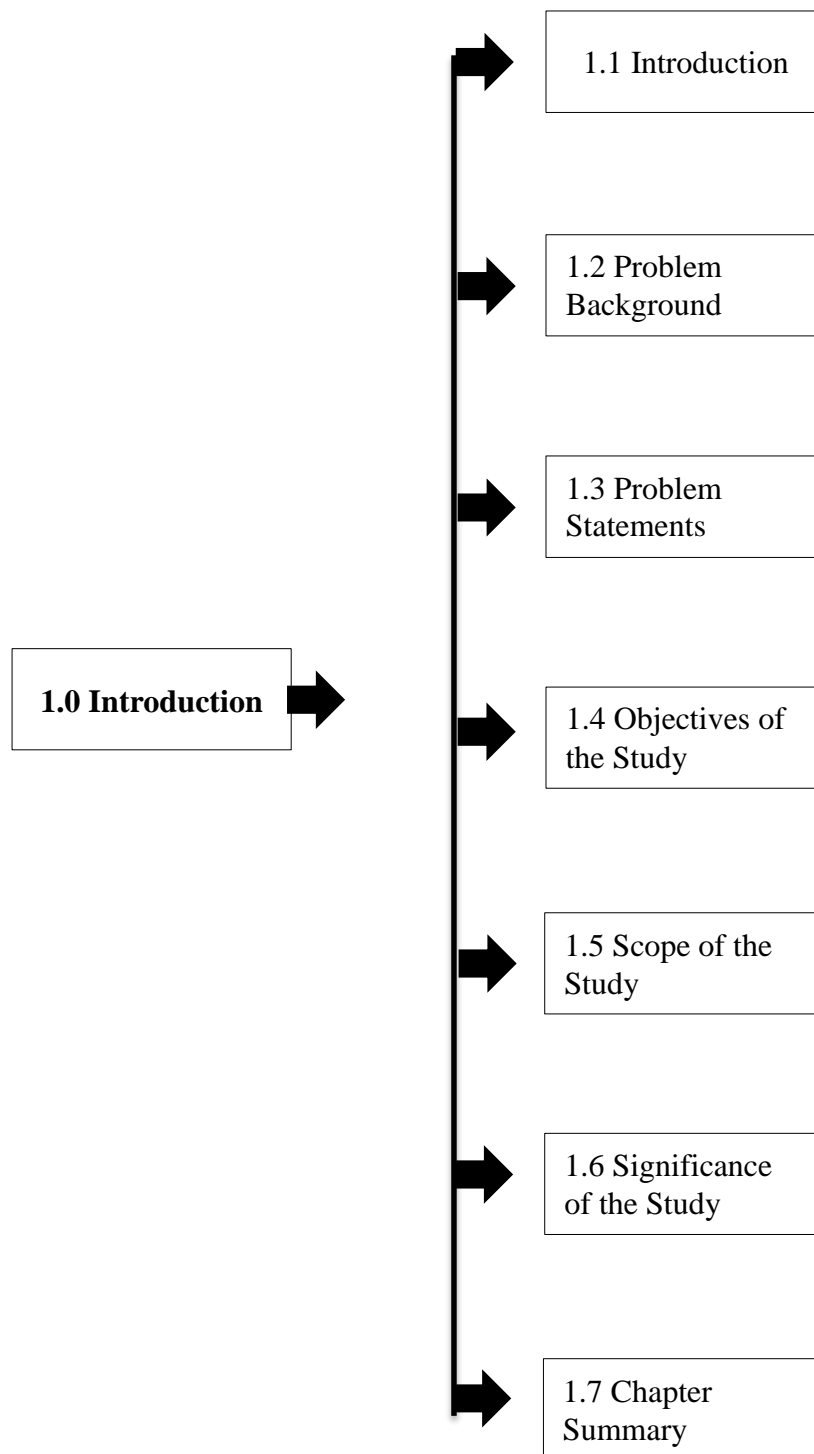 1.1 Introduction
1.2 Problem
Background
1.3 Problem
Statements
1.0 Introduction
1.4 Objectives of
the Study
1.5 Scope of the
Study
1.6 Significance
of the Study
1.7 Chapter
Summary